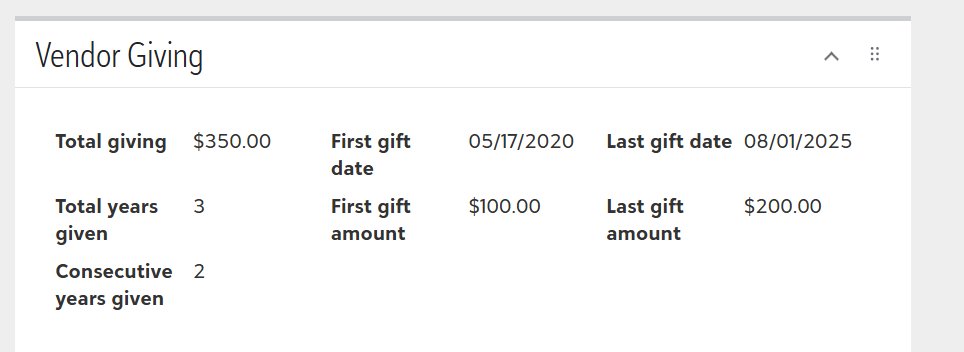 Vendor Giving
Total giving $350.00 First gift date 05/17/2020 Last gift date 08/01/2025
Total years given 3 First gift amount $100.00 Last gift amount $200.00
Consecutive years given 2